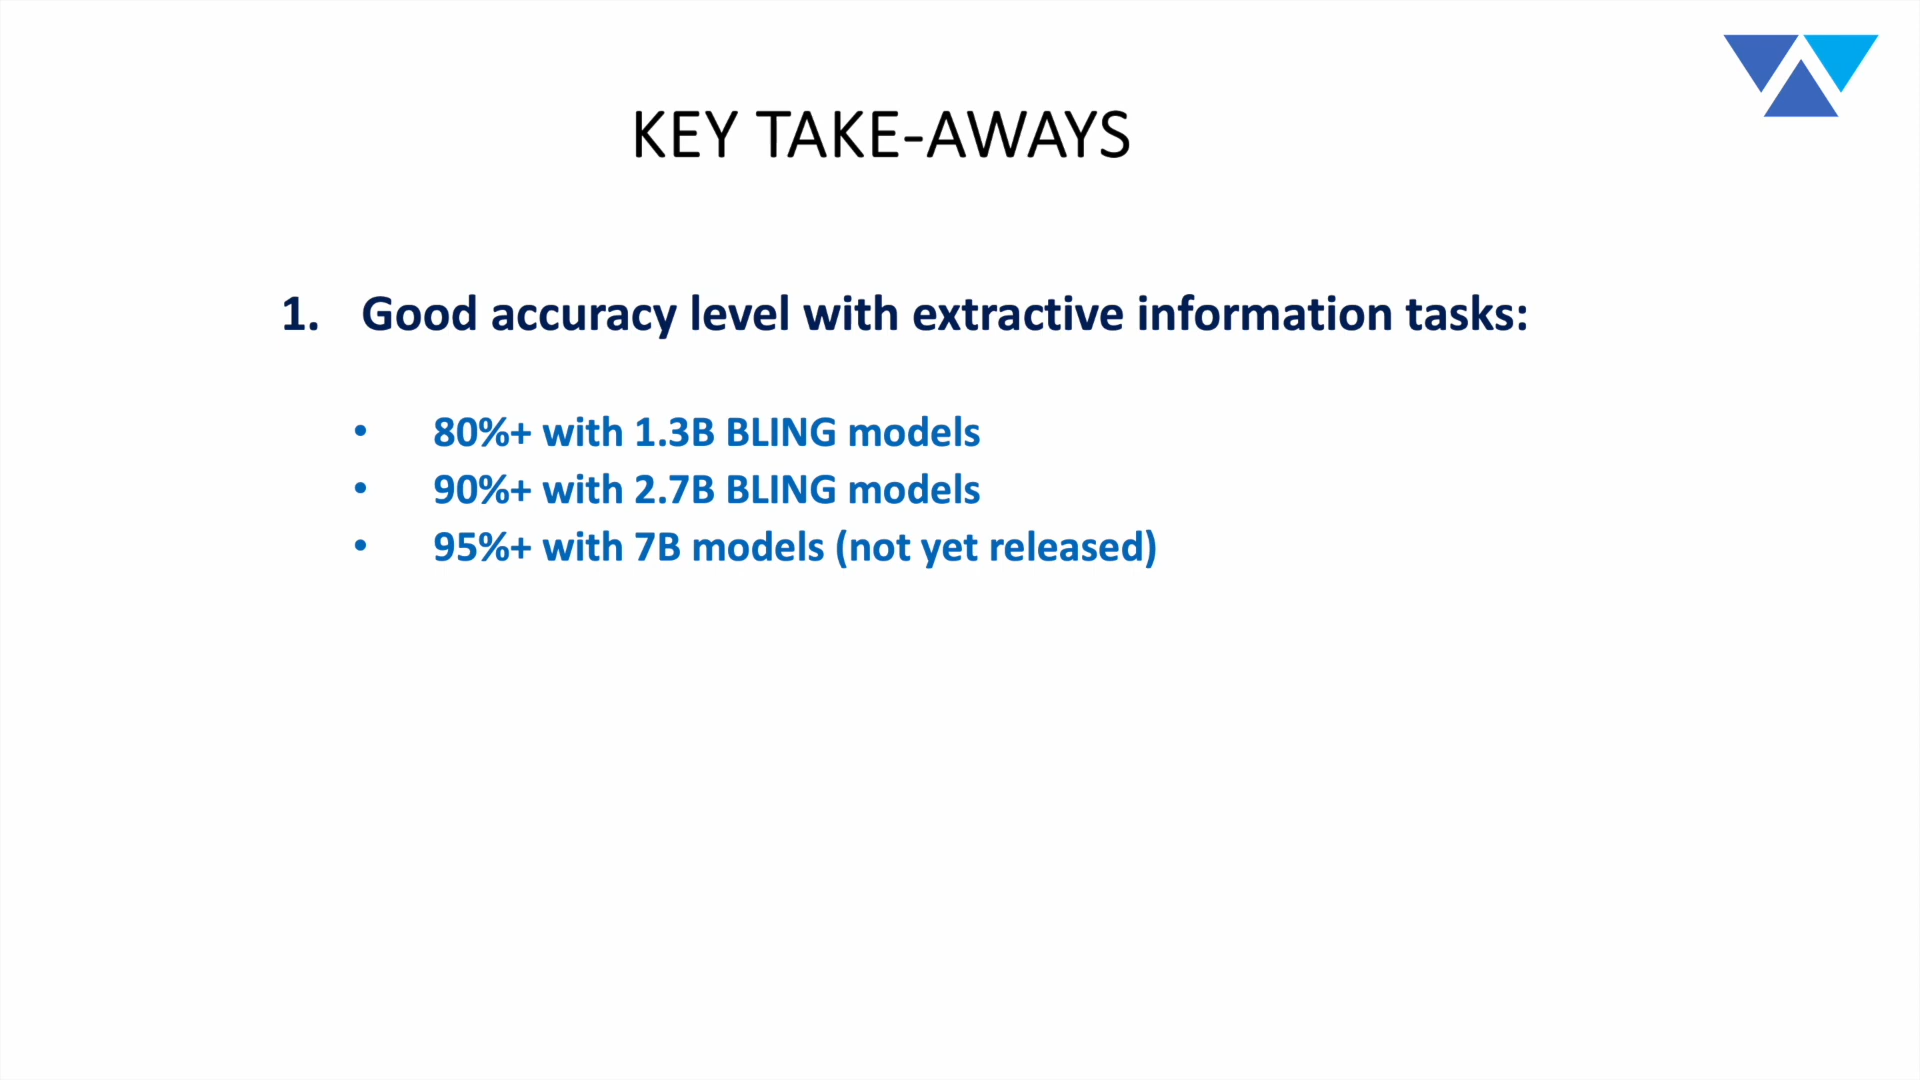 KEY TAKE-AWAYS
1. Good accuracy level with extractive information tasks:
• 80%+ with 1.3B BLING models
• 90%+ with 2.7B BLING models
• 95%+ with 7B models (not yet released)